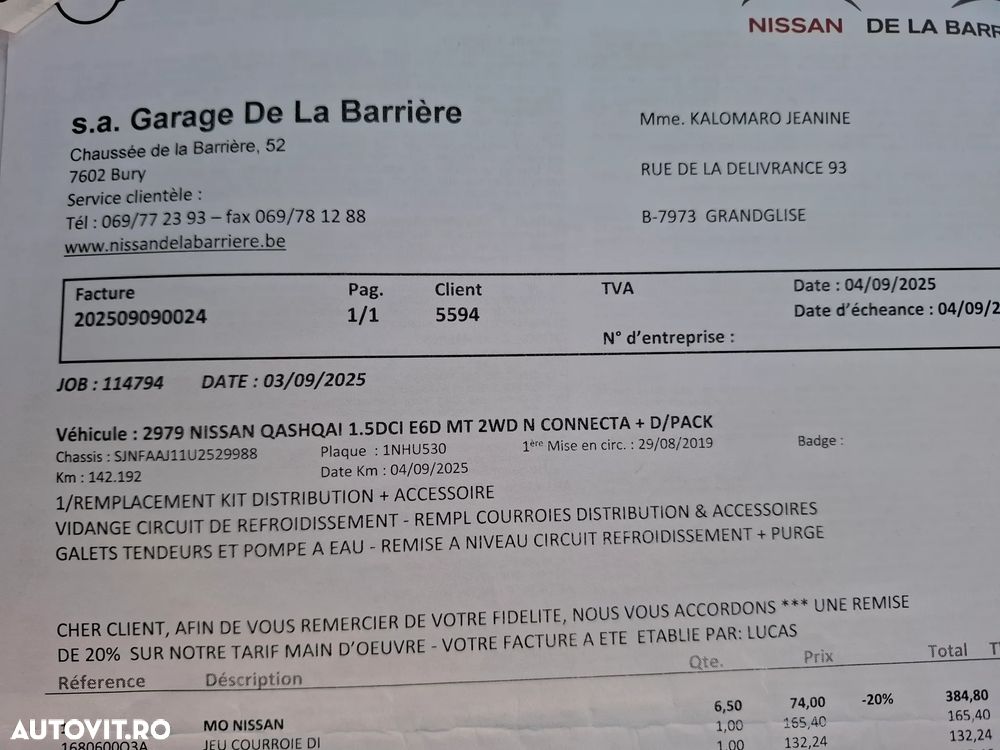 NISSAN DE LA BARR
s.a. Garage De La Barrière
Chaussée de la Barrière, 52
7602 Bury
Service clientèle :
Tél : 069/77 23 93 – fax 069/78 12 88
www.nissandelabarriere.be
Mme. KALOMARO JEANINE
RUE DE LA DELIVRANCE 93
B-7973 GRANDGLISE
Facture Pag. Client TVA Date : 04/09/2025
202509090024 1/1 5594 Date d'écheance : 04/09/2
N° d'entreprise :
JOB : 114794 DATE : 03/09/2025
Véhicule : 2979 NISSAN QASHQAI 1.5DCI E6D MT 2WD N CONNECTA + D/PACK
Chassis : SJNFAAJ11U2529988 Plaque : 1NHU530 1ère Mise en circ. : 29/08/2019 Badge :
Km : 142.192 Date Km : 04/09/2025
1/REMPLACEMENT KIT DISTRIBUTION + ACCESSOIRE
VIDANGE CIRCUIT DE REFROIDISSEMENT - REMPL COURROIES DISTRIBUTION & ACCESSOIRES
GALETS TENDEURS ET POMPE A EAU - REMISE A NIVEAU CIRCUIT REFROIDISSEMENT + PURGE
CHER CLIENT, AFIN DE VOUS REMERCIER DE VOTRE FIDELITE, NOUS VOUS ACCORDONS *** UNE REMISE
DE 20% SUR NOTRE TARIF MAIN D'OEUVRE - VOTRE FACTURE A ETE ETABLIE PAR: LUCAS
Réference Déscription Qte. Prix Total T
MO NISSAN 6,50 74,00 -20% 384,80
1680600Q3A JEU COURROIE DI 1,00 165,40 165,40
1,00 132,24 132,24
AUTOVIT.RO